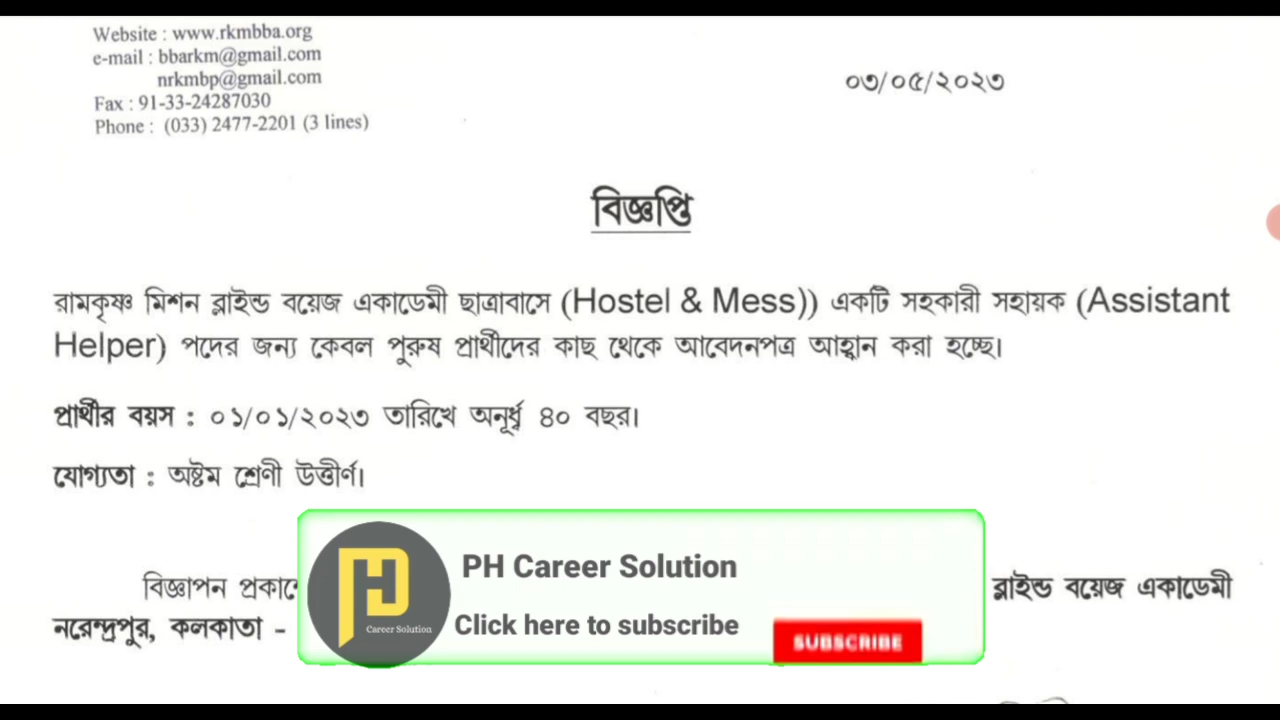 Website : www.rkmbba.org
e-mail : bbarkm@gmail.com
nrkmbp@gmail.com
Fax : 91-33-24287030
Phone : (033) 2477-2201 (3 lines)
০৩/০৫/২০২৩
বিজ্ঞপ্তি
রামকৃষ্ণ মিশন ব্লাইন্ড বয়েজ একাডেমী ছাত্রাবাসে (Hostel & Mess)) একটি সহকারী সহায়ক (Assistant
Helper) পদের জন্য কেবল পুরুষ প্রার্থীদের কাছ থেকে আবেদনপত্র আহ্বান করা হচ্ছে।
প্রার্থীর বয়স : ০১/০১/২০২৩ তারিখে অনূর্ধ্ব ৪০ বছর।
যোগ্যতা : অষ্টম শ্রেণী উত্তীর্ণ।
বিজ্ঞাপন ব্লাইন্ড বয়েজ একাডেমী
নরেন্দ্রপুর, কলকাতা -
PH Career Solution
Career Solution
Click here to subscribe
SUBSCRIBE